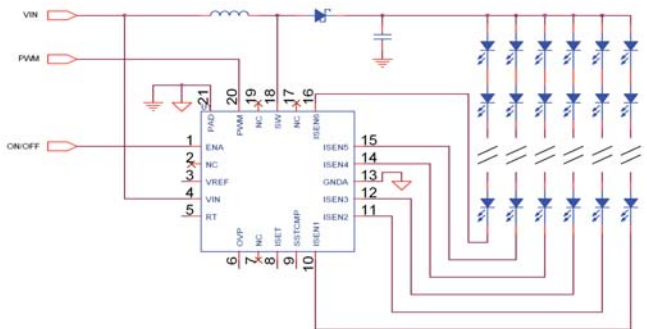 VIN
PWM
ON/OFF
21 20 19 18 17 16
PAD PWM NC SW NC ISEN6
1 ENA
2 NC
3 VREF
4 VIN
5 RT
ISEN5 15
ISEN4 14
GNDA 13
ISEN3 12
ISEN2 11
OVP NC ISET SSTCMP ISEN1
6 7 8 9 10